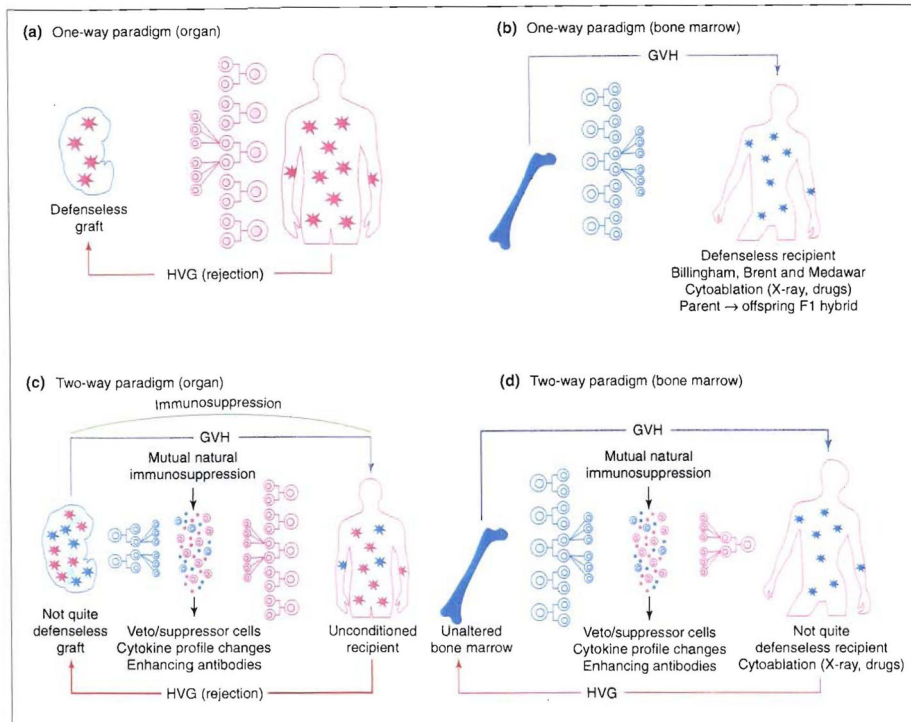 (a) One-way paradigm (organ)
Defenseless
graft
HVG (rejection)
(b) One-way paradigm (bone marrow)
GVH
Defenseless recipient
Billingham, Brent and Medawar
Cytoablation (X-ray, drugs)
Parent → offspring F1 hybrid
(c) Two-way paradigm (organ)
Immunosuppression
GVH
Mutual natural
immunosuppression
Not quite
defenseless
graft
Veto/suppressor cells
Cytokine profile changes
Enhancing antibodies
Unconditioned
recipient
HVG (rejection)
(d) Two-way paradigm (bone marrow)
GVH
Mutual natural
immunosuppression
Unaltered
bone marrow
Veto/suppressor cells
Cytokine profile changes
Enhancing antibodies
Not quite
defenseless recipient
Cytoablation (X-ray, drugs)
HVG